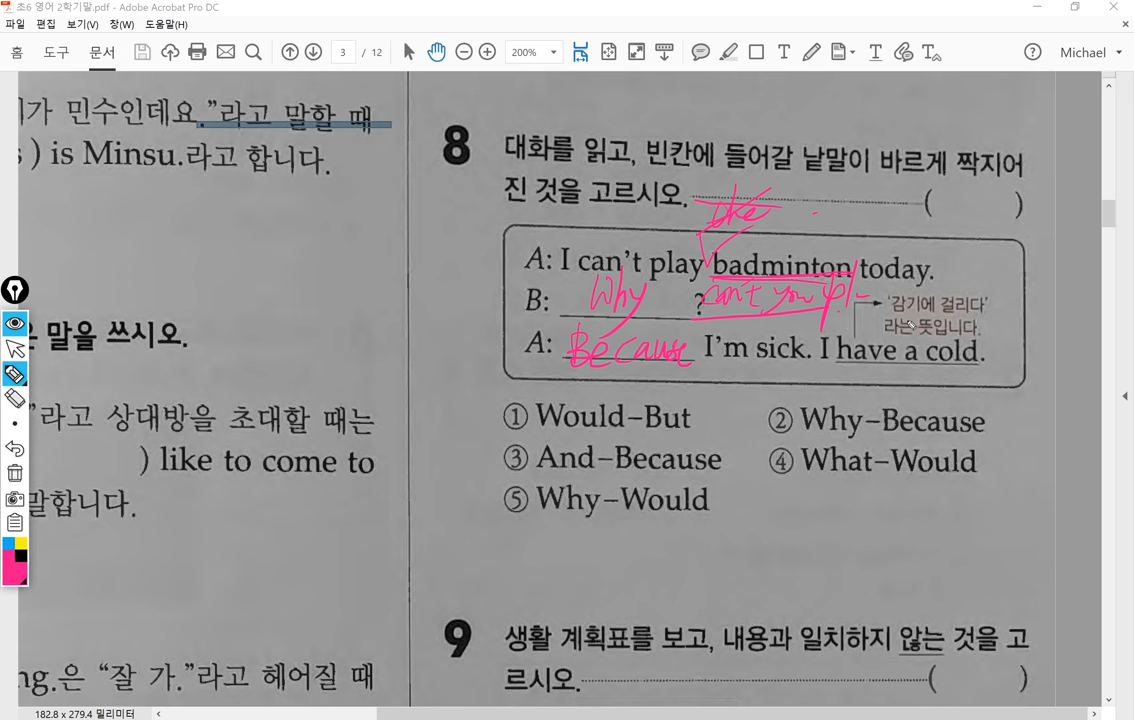 초6 영어 2학기말.pdf - Adobe Acrobat Pro DC
파일 편집 보기(V) 창(W) 도움말(H)
홈 도구 문서 3 / 12 200% Michael
가 민수인데요.”라고 말할 때
) is Minsu.라고 합니다.
말을 쓰시오.
”라고 상대방을 초대할 때는
) like to come to
말합니다.
ng.은 “잘 가.”라고 헤어질 때
8 대화를 읽고, 빈칸에 들어갈 낱말이 바르게 짝지어
진 것을 고르시오. ( )
A: I can't play badminton today.
B: Why ? can't you pl
'감기에 걸리다'
라는 뜻입니다.
A: Because I'm sick. I have a cold.
① Would–But ② Why–Because
③ And–Because ④ What–Would
⑤ Why–Would
9 생활 계획표를 보고, 내용과 일치하지 않는 것을 고
르시오. ( )
182.8 x 279.4 밀리미터